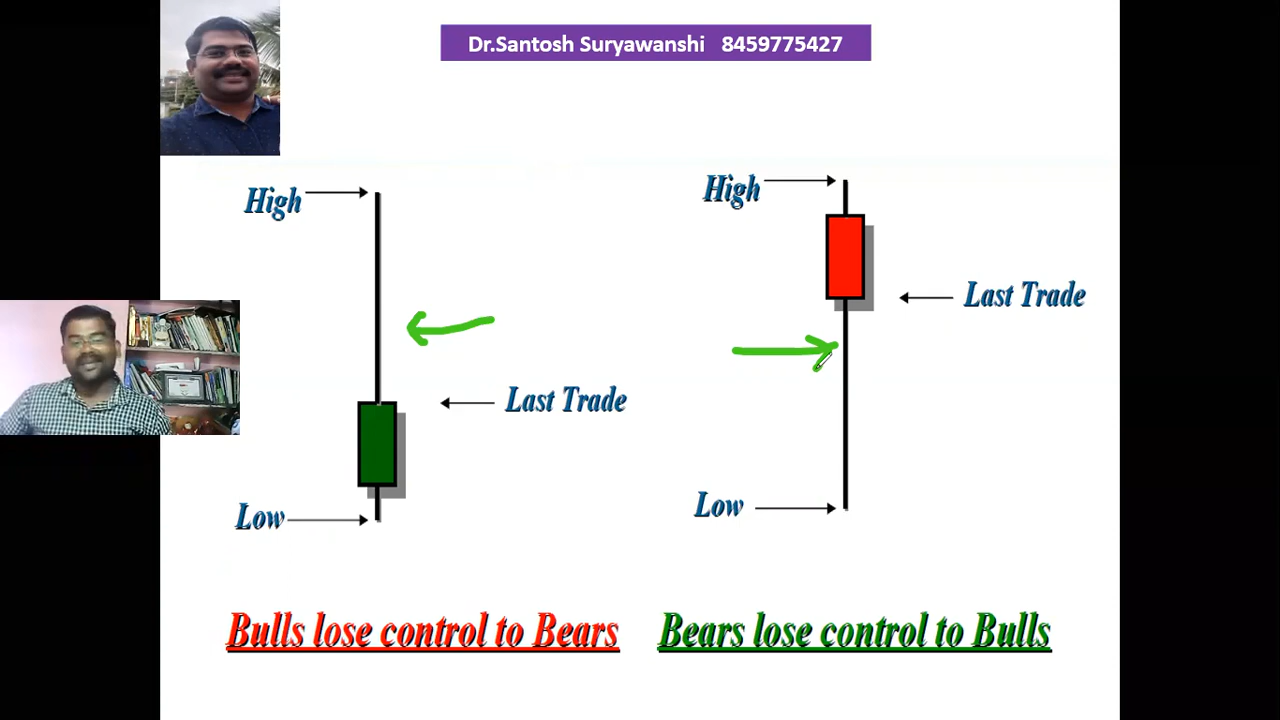 Dr.Santosh Suryawanshi 8459775427
High
High
Last Trade
Last Trade
Low
Low
Bulls lose control to Bears
Bears lose control to Bulls